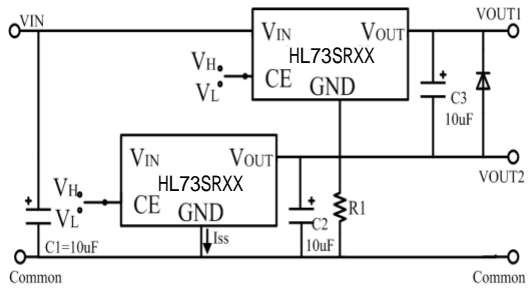 VIN
VIN
VOUT
VOUT1
HL73SRXX
VH
VL
CE
GND
C3
10uF
VIN
VOUT
VOUT2
HL73SRXX
VH
VL
CE
GND
C2
10uF
R1
Iss
C1=10uF
Common
Common